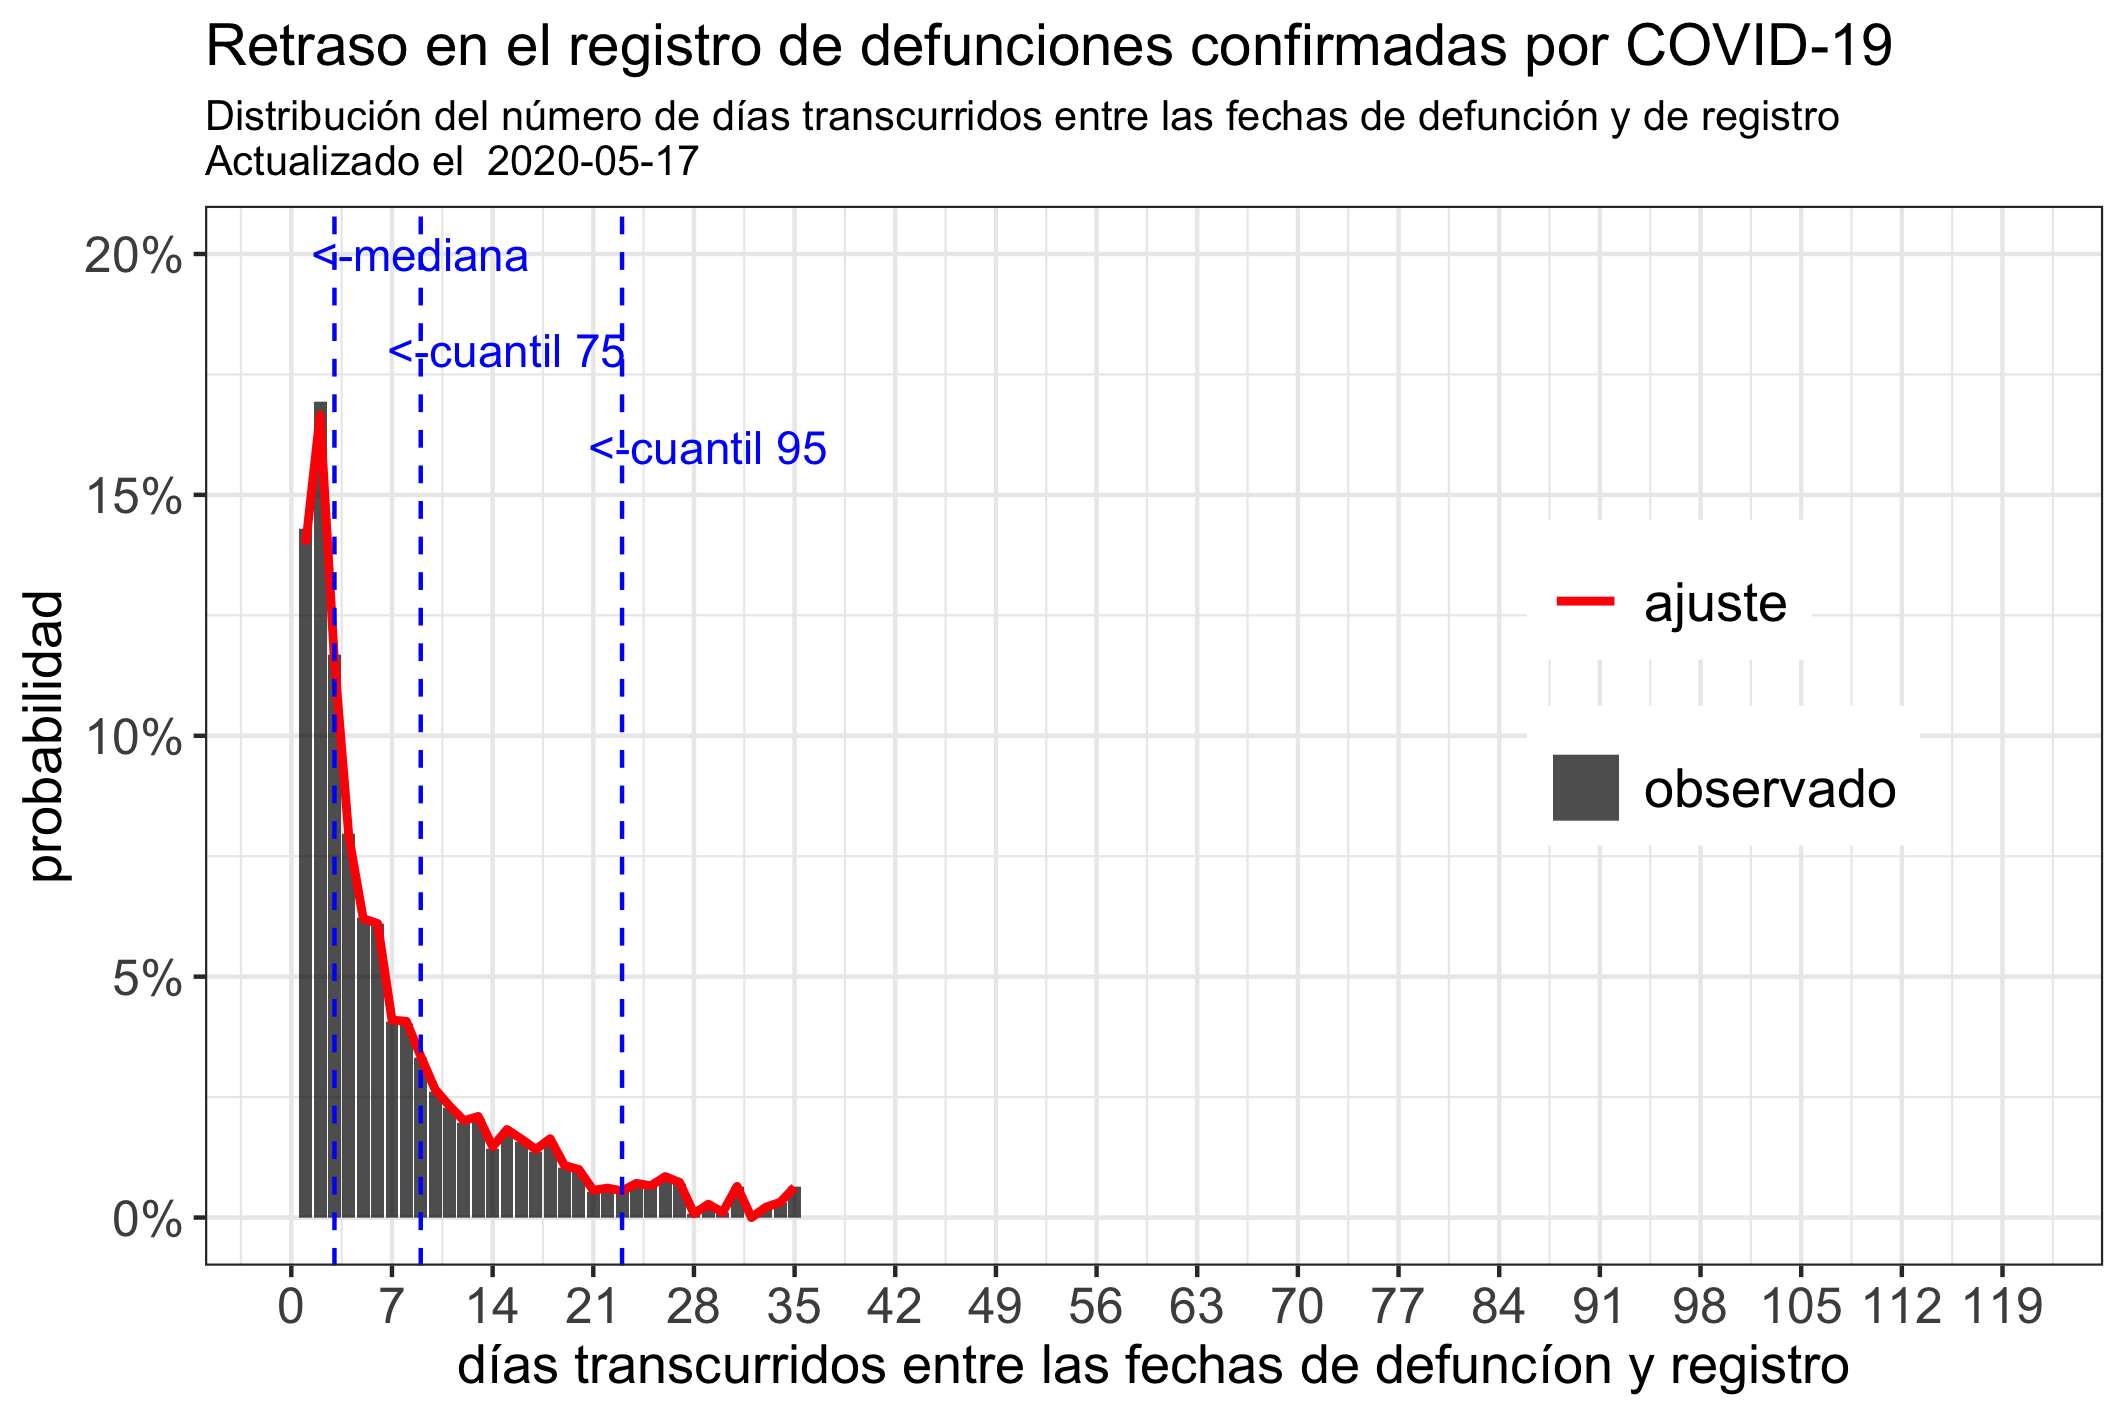 Retraso en el registro de defunciones confirmadas por COVID-19
Distribución del número de días transcurridos entre las fechas de defunción y de registro
Actualizado el  2020-05-17
20%
15%
10%
5%
0%
probabilidad
<-mediana
<-cuantil 75
<-cuantil 95
ajuste
observado
0 7 14 21 28 35 42 49 56 63 70 77 84 91 98 105 112 119
días transcurridos entre las fechas de defuncíon y registro